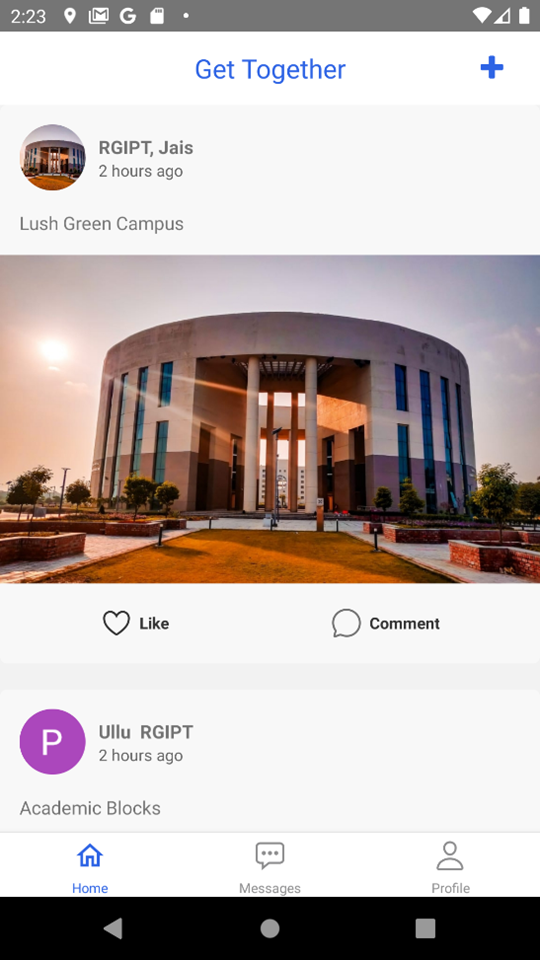 2:23
Get Together
RGIPT, Jais
2 hours ago
Lush Green Campus
Like
Comment
P
Ullu RGIPT
2 hours ago
Academic Blocks
Home
Messages
Profile